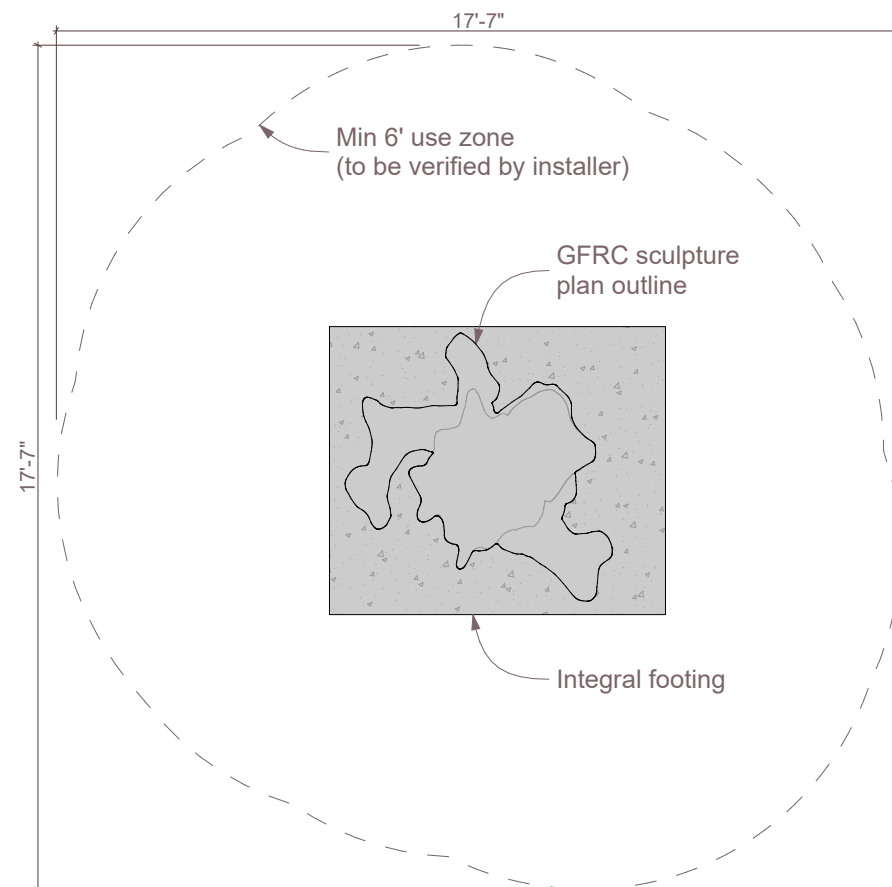 17'-7"
Min 6' use zone
(to be verified by installer)
GFRC sculpture
plan outline
17'-7"
Integral footing